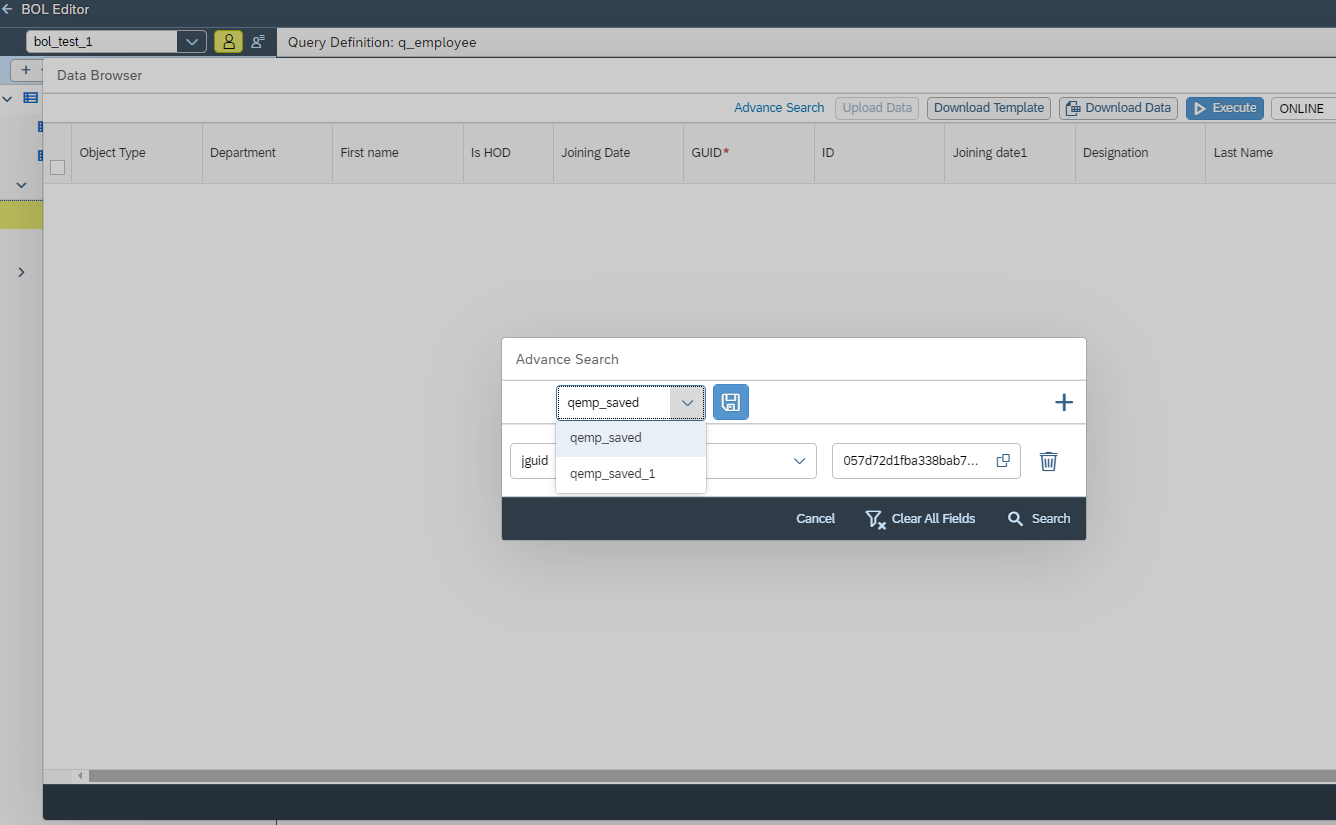 BOL Editor
bol_test_1
Query Definition: q_employee
Data Browser
Advance Search
Upload Data
Download Template
Download Data
Execute
ONLINE
Object Type
Department
First name
Is HOD
Joining Date
GUID*
ID
Joining date1
Designation
Last Name
Advance Search
qemp_saved
qemp_saved
qemp_saved_1
jguid
057d72d1fba338bab7...
Cancel
Clear All Fields
Search